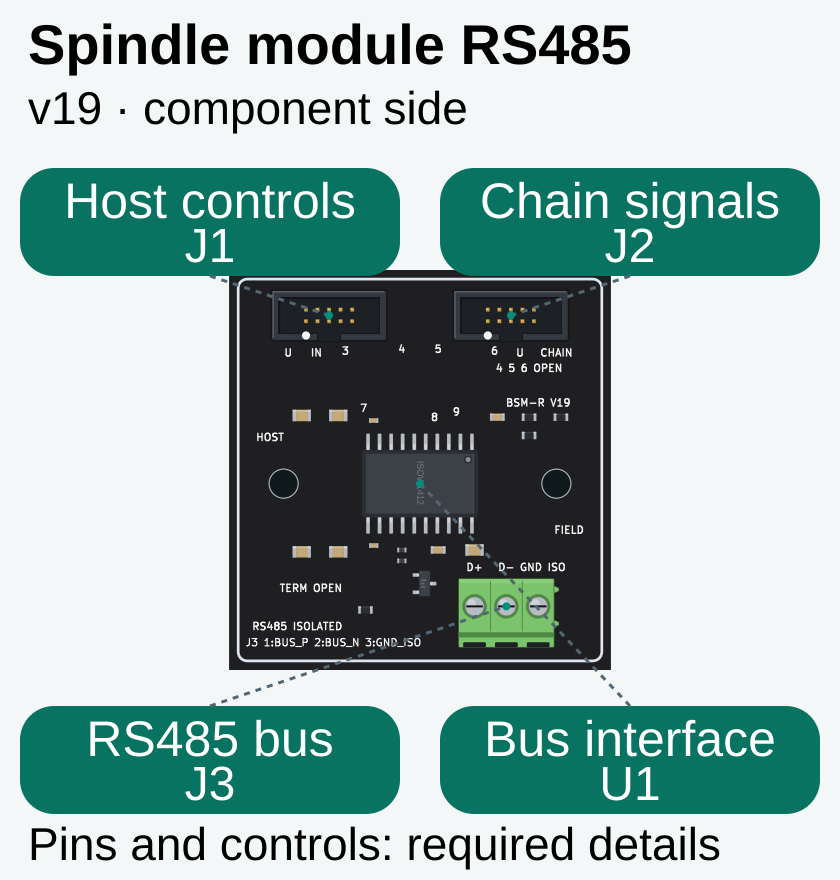 Spindle module RS485
v19 · component side
Host controls
J1
Chain signals
J2
U IN 3 4 5 6 U CHAIN
4 5 6 OPEN
BSM-R V19
7 8 9
HOST
FIELD
D+ D- GND ISO
TERM OPEN
RS485 ISOLATED
J3 1:BUS_P 2:BUS_N 3:GND_ISO
RS485 bus
J3
Bus interface
U1
Pins and controls: required details